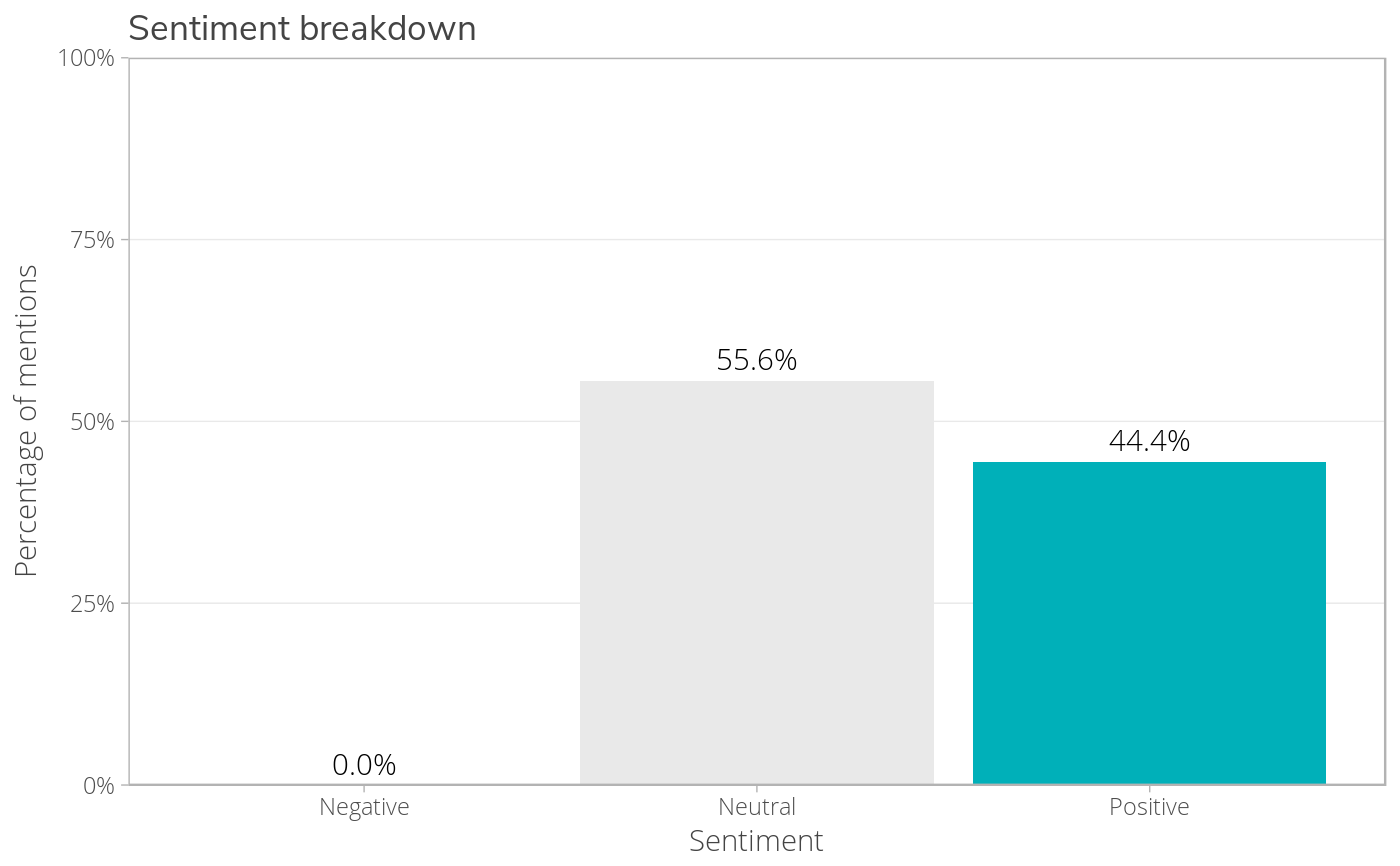 Sentiment breakdown
100%
75%
50%
25%
0%
Percentage of mentions
0.0%
55.6%
44.4%
Negative
Neutral
Positive
Sentiment